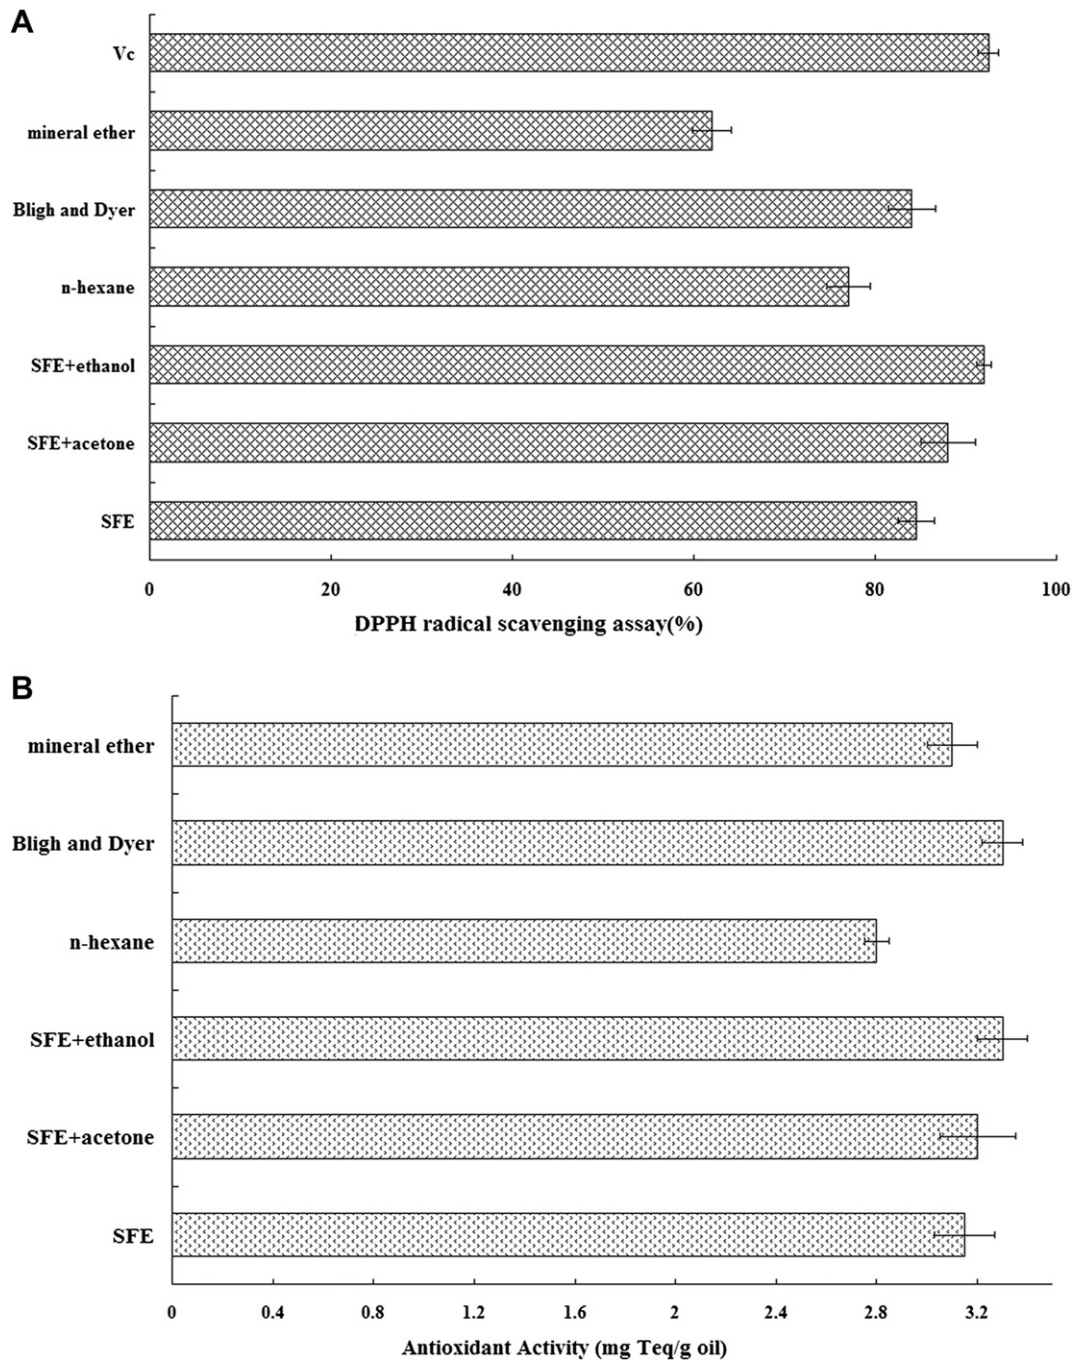 A
Vc
mineral ether
Bligh and Dyer
n-hexane
SFE+ethanol
SFE+acetone
SFE
0 20 40 60 80 100
DPPH radical scavenging assay(%)
B
mineral ether
Bligh and Dyer
n-hexane
SFE+ethanol
SFE+acetone
SFE
0 0.4 0.8 1.2 1.6 2 2.4 2.8 3.2
Antioxidant Activity (mg Teq/g oil)